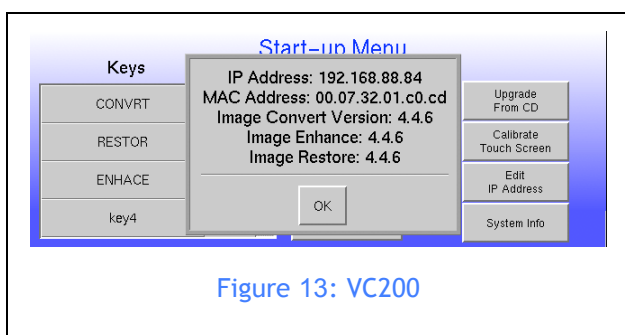 Start-up Menu
Keys
CONVRT
RESTOR
ENHACE
key4
IP Address: 192.168.88.84
MAC Address: 00.07.32.01.c0.cd
Image Convert Version: 4.4.6
Image Enhance: 4.4.6
Image Restore: 4.4.6
OK
Upgrade
From CD
Calibrate
Touch Screen
Edit
IP Address
System Info
Figure 13: VC200